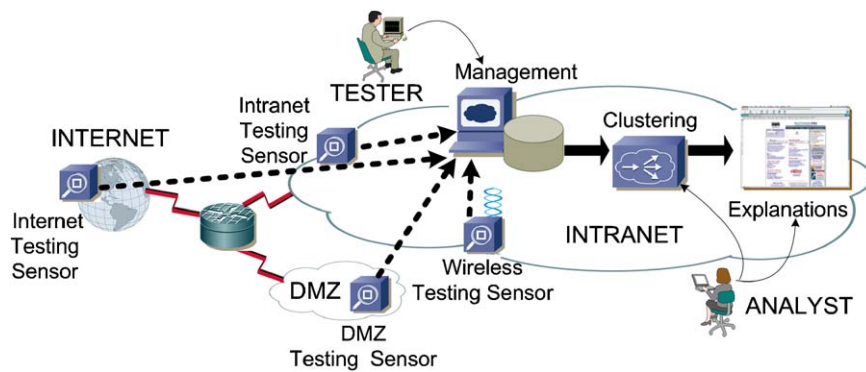 TESTER
Management
Intranet
Testing
Sensor
Clustering
INTERNET
Internet
Testing
Sensor
Explanations
INTRANET
Wireless
Testing Sensor
DMZ
DMZ
Testing Sensor
ANALYST